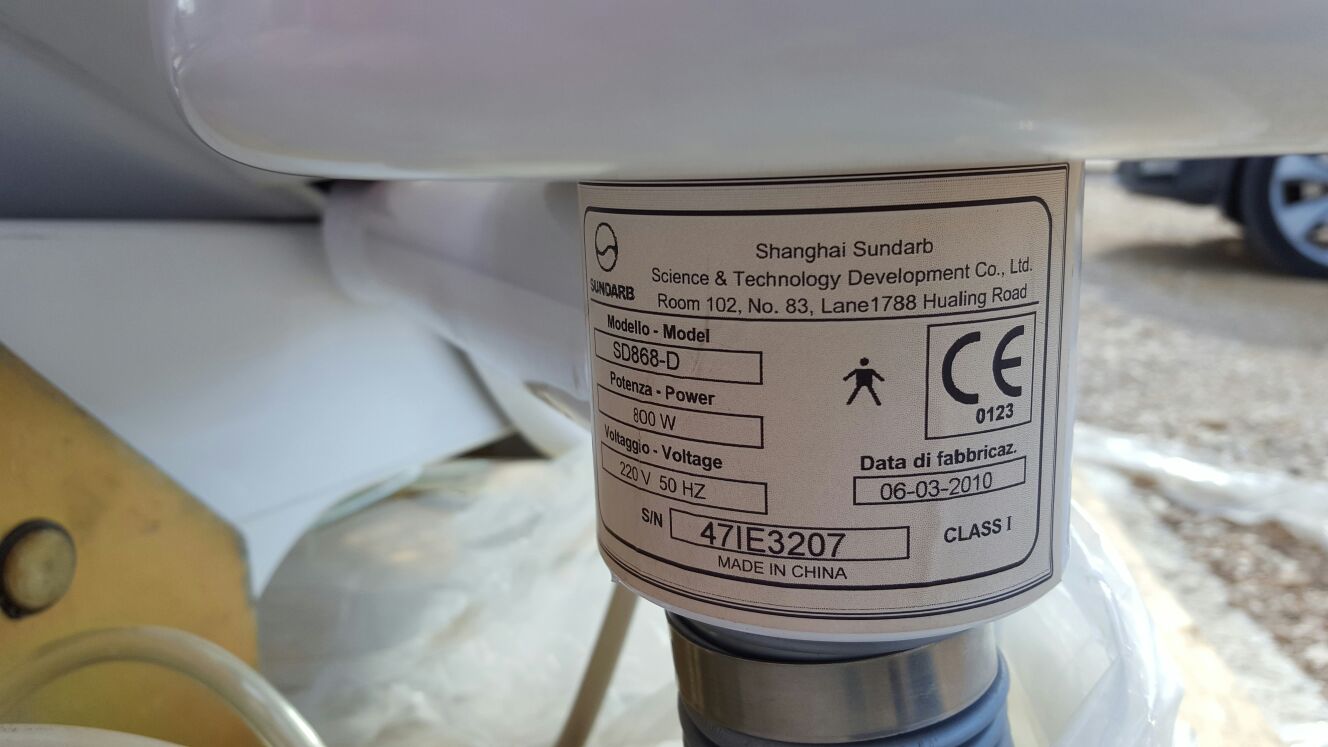 SUNDARB
Shanghai Sundarb
Science & Technology Development Co., Ltd.
Room 102, No. 83, Lane1788 Hualing Road
Modello - Model
SD868-D
Potenza - Power
800 W
Voltaggio - Voltage
220 V 50 HZ
CE
0123
Data di fabbricaz.
06-03-2010
S/N 47IE3207
CLASS I
MADE IN CHINA